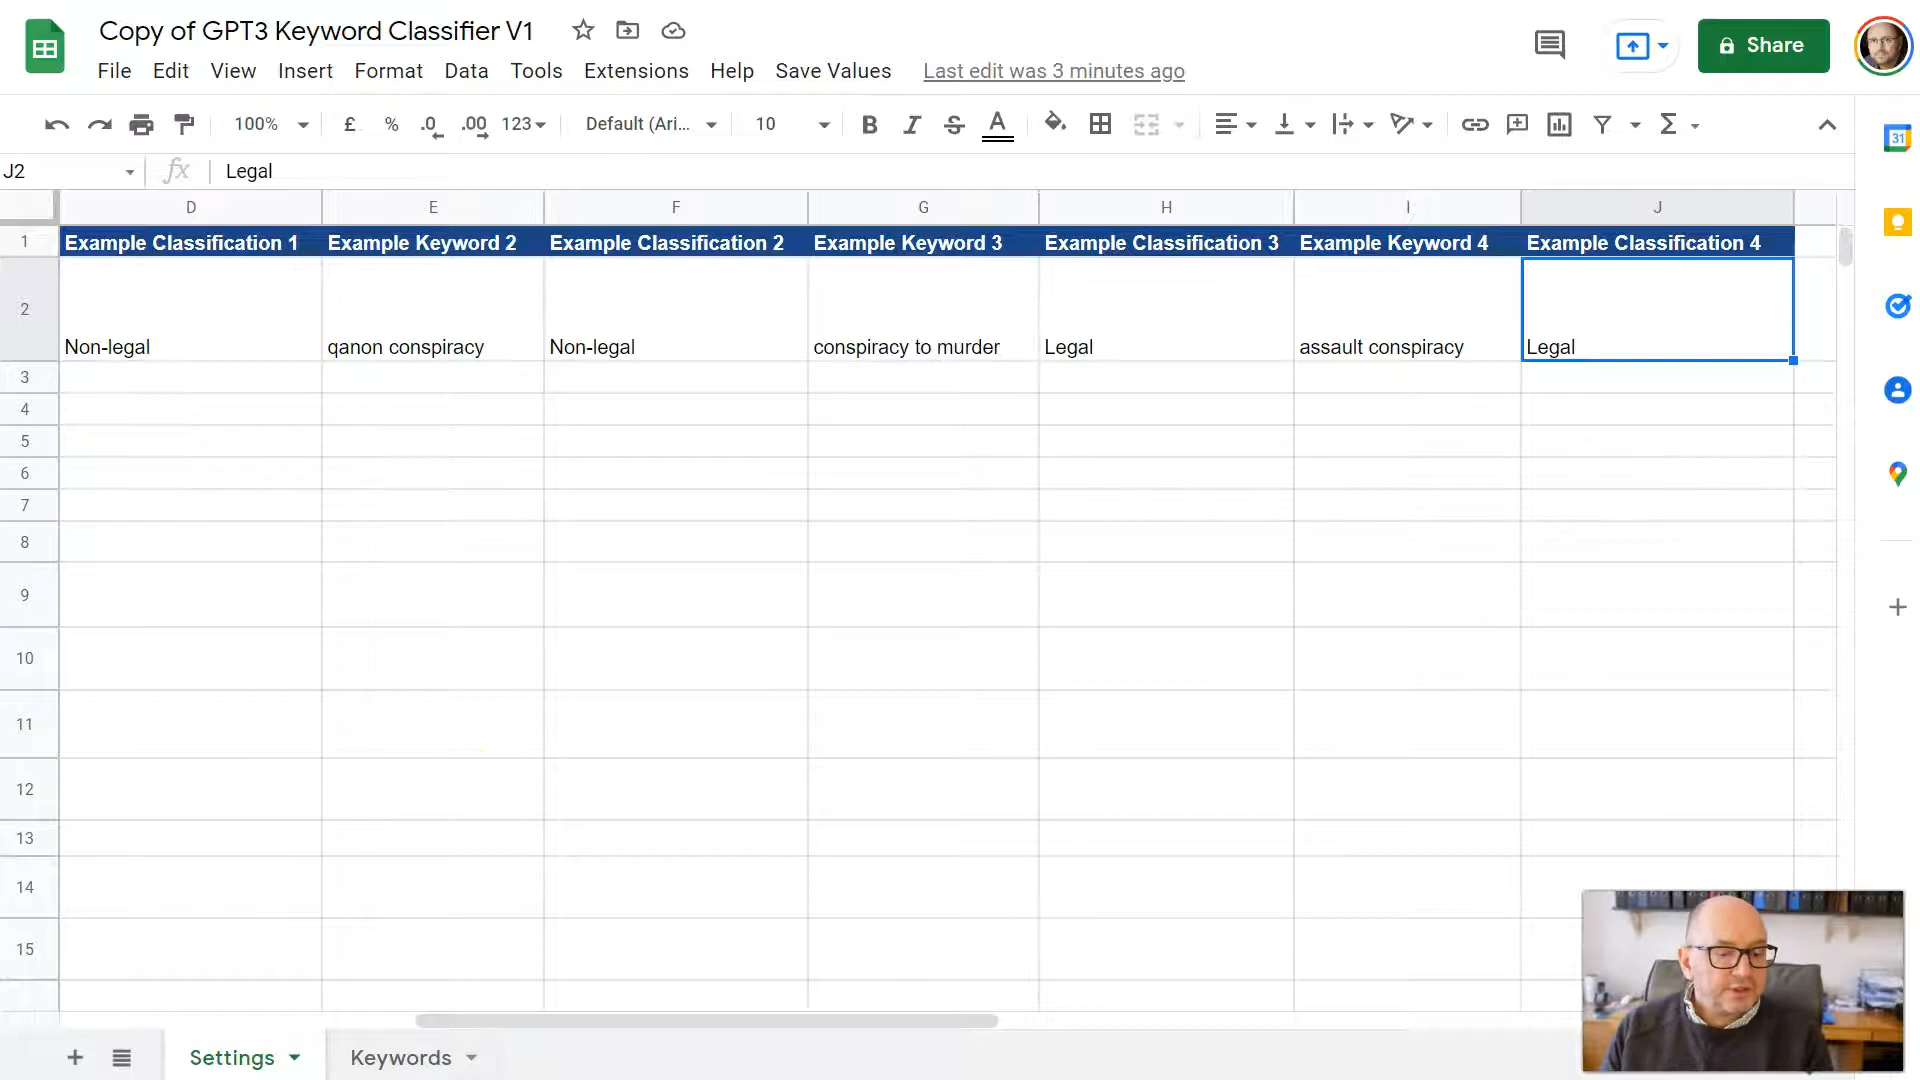 Copy of GPT3 Keyword Classifier V1
File Edit View Insert Format Data Tools Extensions Help Save Values Last edit was 3 minutes ago
Share
100% £ % .0 .00 123 Default (Ari... 10 B I S A Σ
31
J2 fx Legal
D E F G H I J
1 Example Classification 1 Example Keyword 2 Example Classification 2 Example Keyword 3 Example Classification 3 Example Keyword 4 Example Classification 4
2 Non-legal qanon conspiracy Non-legal conspiracy to murder Legal assault conspiracy Legal
3
4
5
6
7
8
9
10
11
12
13
14
15
Settings Keywords